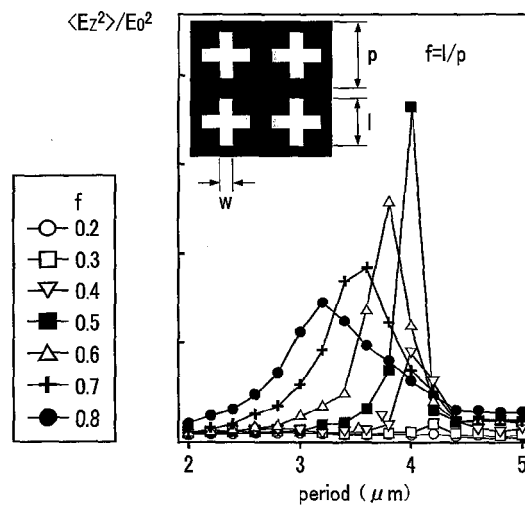 ⟨Ez²⟩/E0²
p
f=l/p
l
w
f
0.2
0.3
0.4
0.5
0.6
0.7
0.8
2 3 4 5
period ( μm)